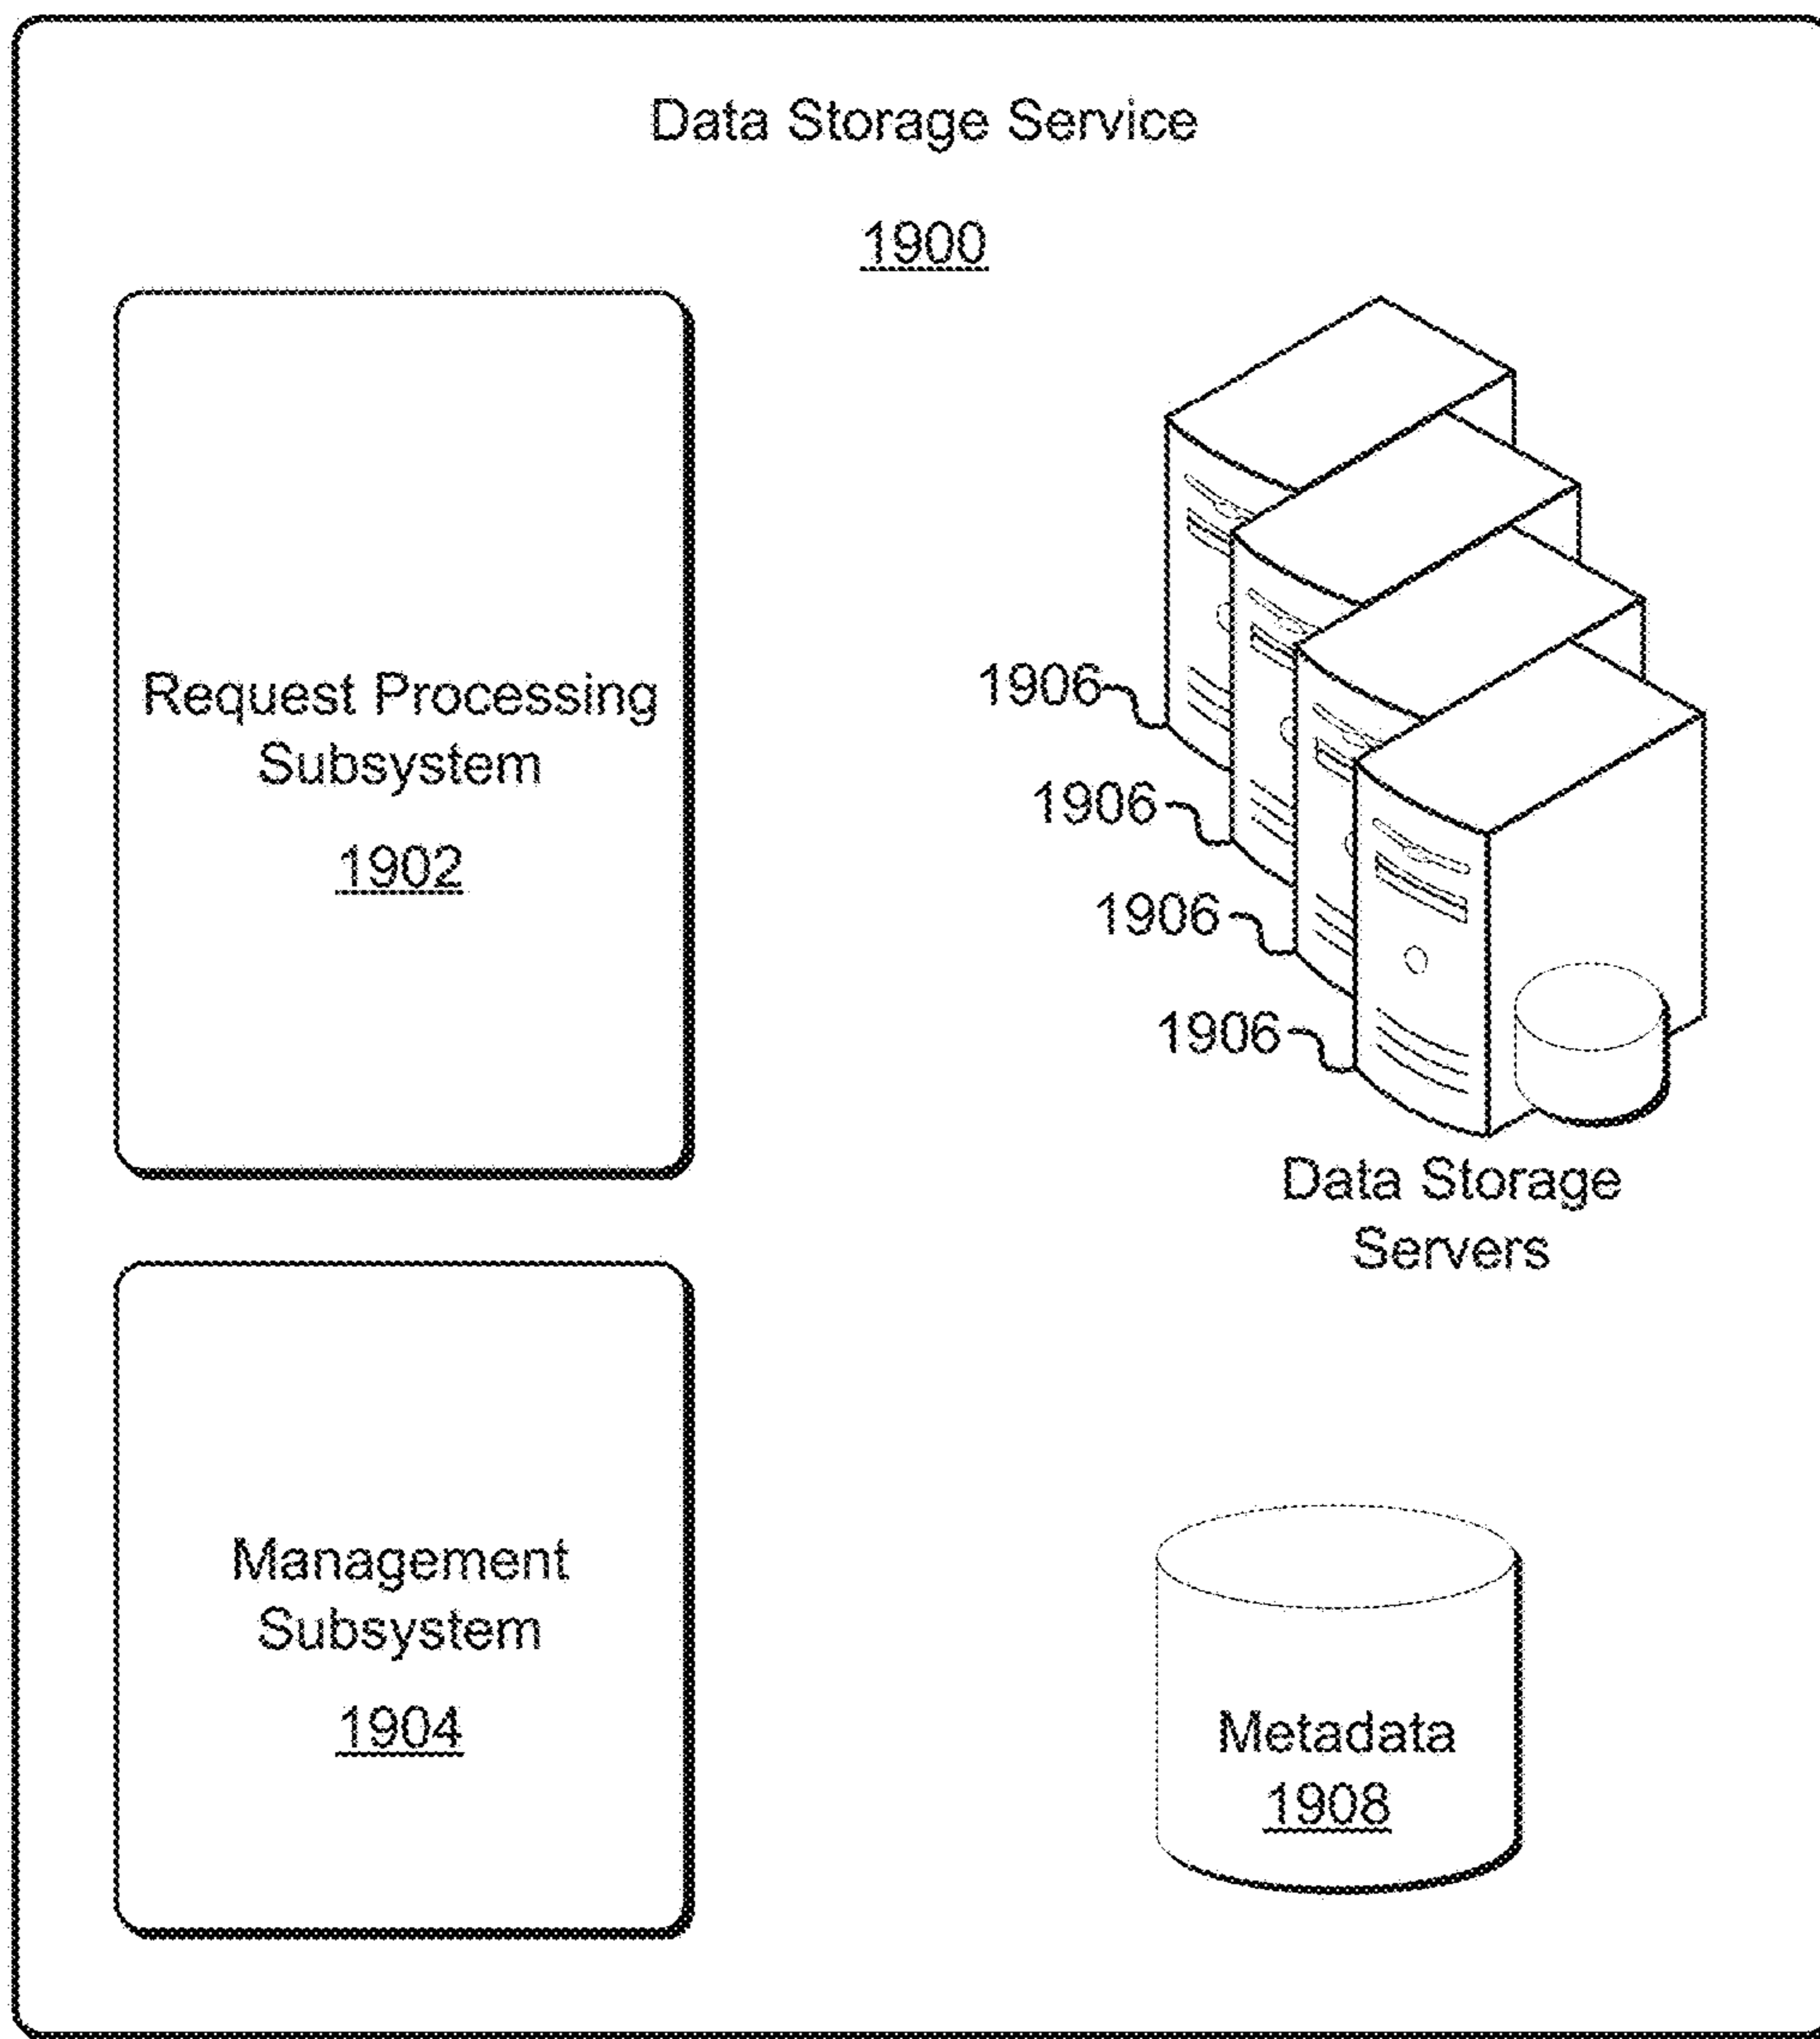 Data Storage Service
1900
Request Processing
Subsystem
1902
1906
1906
1906
1906
Data Storage
Servers
Management
Subsystem
1904
Metadata
1908